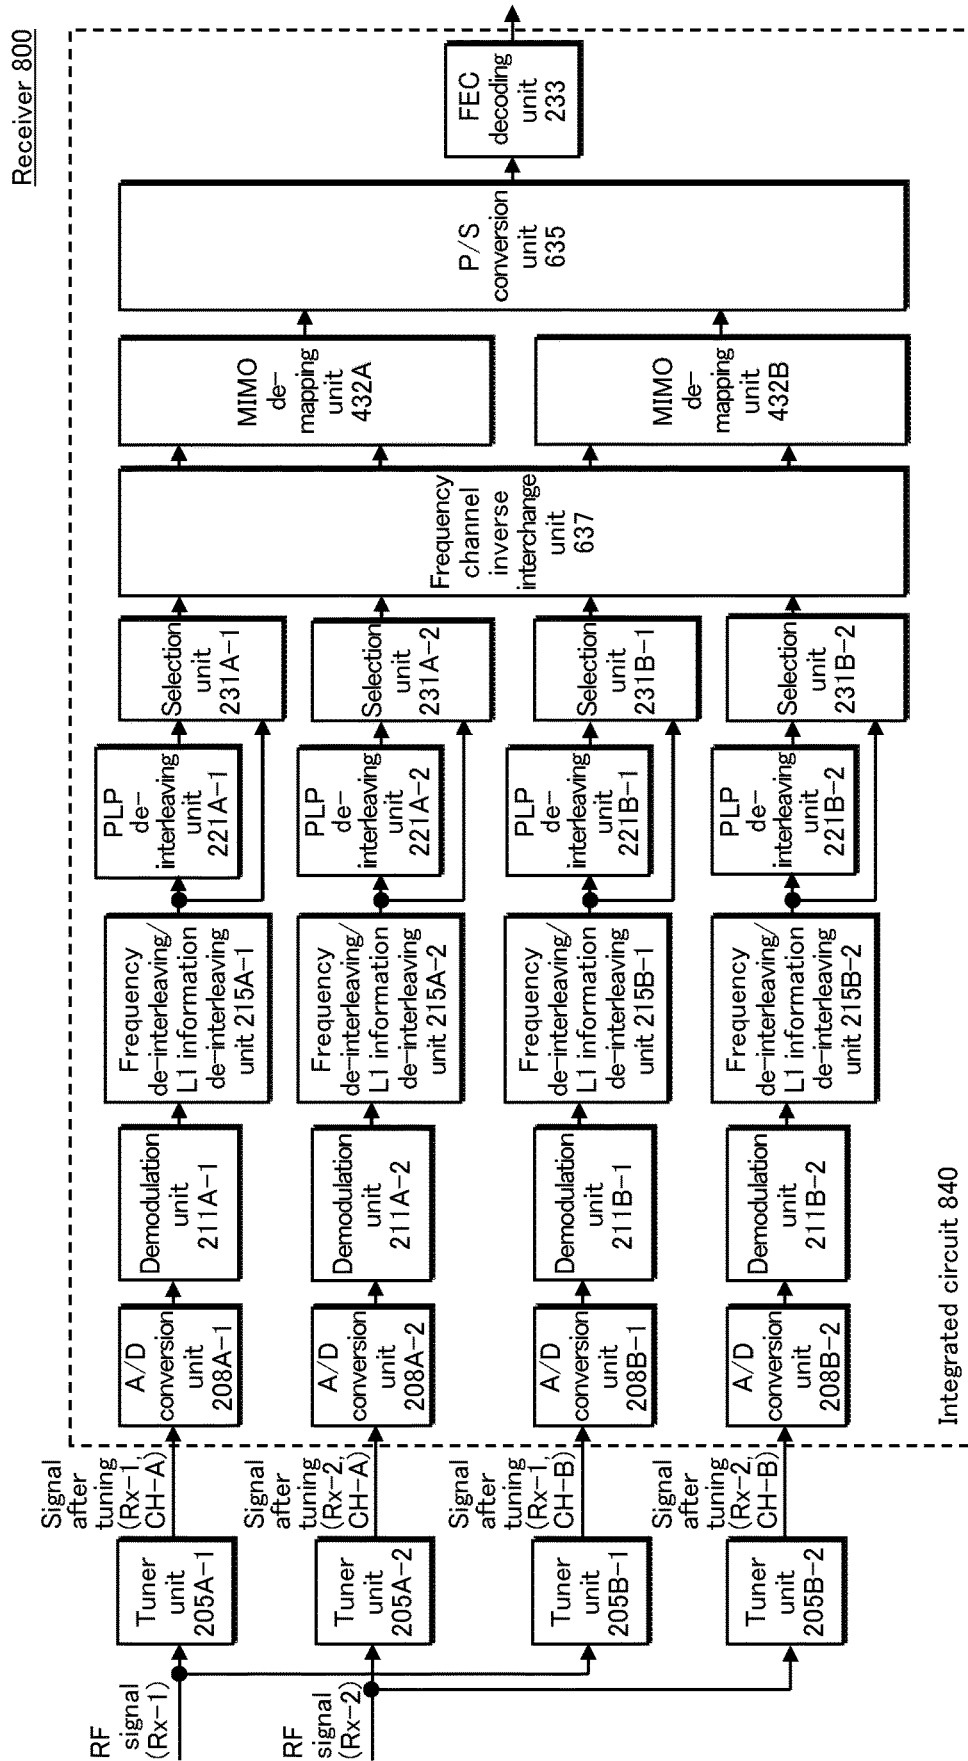 Receiver 800
RF
signal
(Rx-1)
RF
signal
(Rx-2)
Tuner
unit
205A-1
Tuner
unit
205A-2
Tuner
unit
205B-1
Tuner
unit
205B-2
Signal
after
tuning
(Rx-1,
CH-A)
Signal
after
tuning
(Rx-2,
CH-A)
Signal
after
tuning
(Rx-1,
CH-B)
Signal
after
tuning
(Rx-2,
CH-B)
A/D
conversion
unit
208A-1
A/D
conversion
unit
208A-2
A/D
conversion
unit
208B-1
A/D
conversion
unit
208B-2
Demodulation
unit
211A-1
Demodulation
unit
211A-2
Demodulation
unit
211B-1
Demodulation
unit
211B-2
Frequency
de-interleaving/
L1 information
de-interleaving
unit 215A-1
Frequency
de-interleaving/
L1 information
de-interleaving
unit 215A-2
Frequency
de-interleaving/
L1 information
de-interleaving
unit 215B-1
Frequency
de-interleaving/
L1 information
de-interleaving
unit 215B-2
PLP
de-
interleaving
unit
221A-1
PLP
de-
interleaving
unit
221A-2
PLP
de-
interleaving
unit
221B-1
PLP
de-
interleaving
unit
221B-2
Selection
unit
231A-1
Selection
unit
231A-2
Selection
unit
231B-1
Selection
unit
231B-2
Frequency
channel
inverse
interchange
unit
637
MIMO
de-
mapping
unit
432A
MIMO
de-
mapping
unit
432B
P/S
conversion
unit
635
FEC
decoding
unit
233
Integrated circuit 840